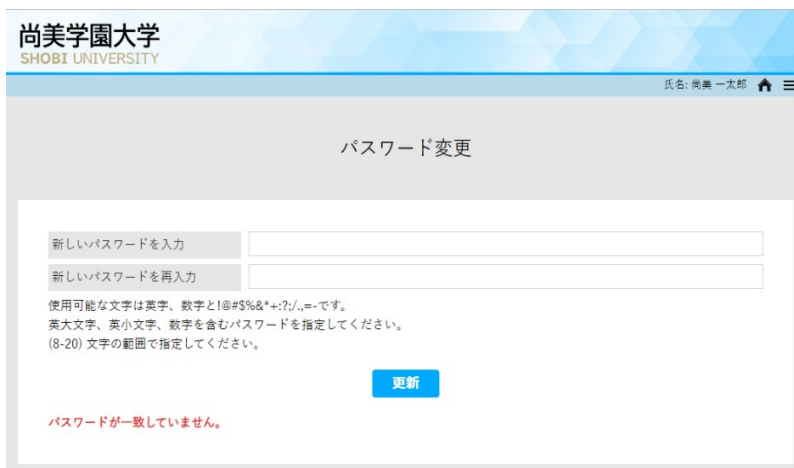 尚美学園大学
SHOBI UNIVERSITY
氏名: 尚美 一太郎
パスワード変更
新しいパスワードを入力
新しいパスワードを再入力
使用可能な文字は英字、数字と!@#$%&*+:?;/.,=-です。
英大文字、英小文字、数字を含むパスワードを指定してください。
(8-20) 文字の範囲で指定してください。
更新
パスワードが一致していません。